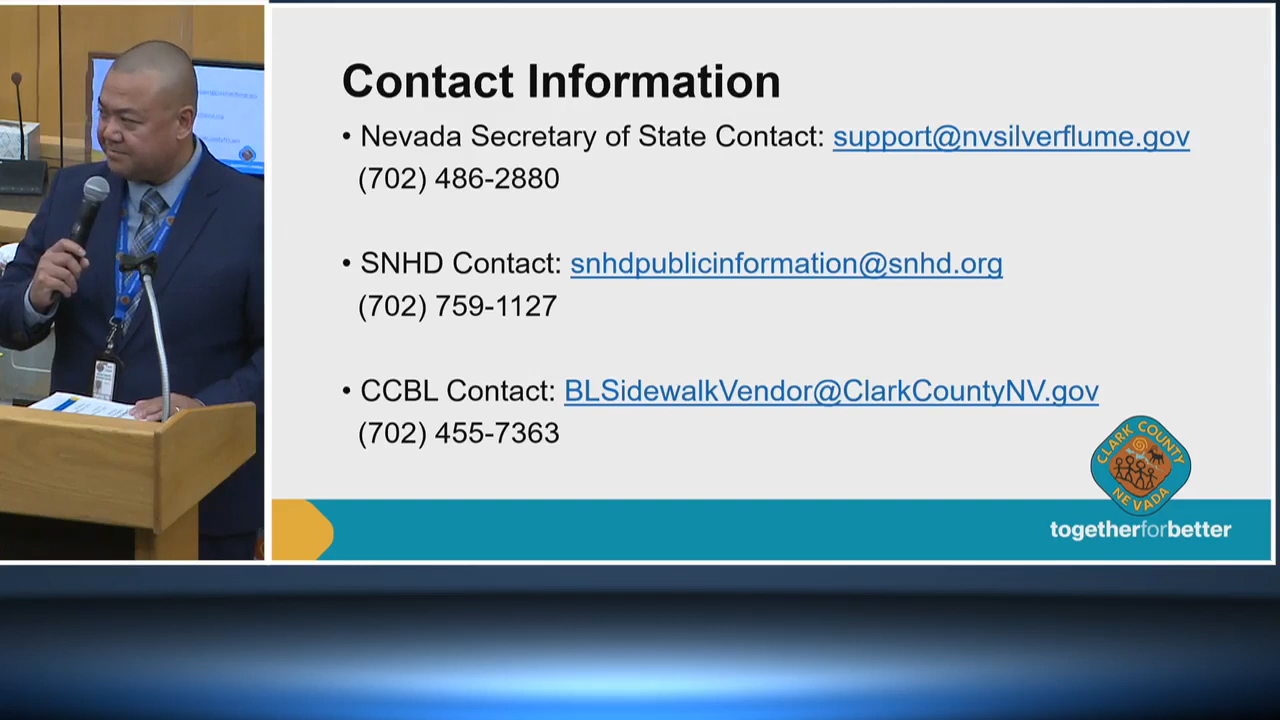 Contact Information
• Nevada Secretary of State Contact: support@nvsilverflume.gov
(702) 486-2880
• SNHD Contact: snhdpublicinformation@snhd.org
(702) 759-1127
• CCBL Contact: BLSidewalkVendor@ClarkCountyNV.gov
(702) 455-7363
CLARK COUNTY
NEVADA
togetherforbetter